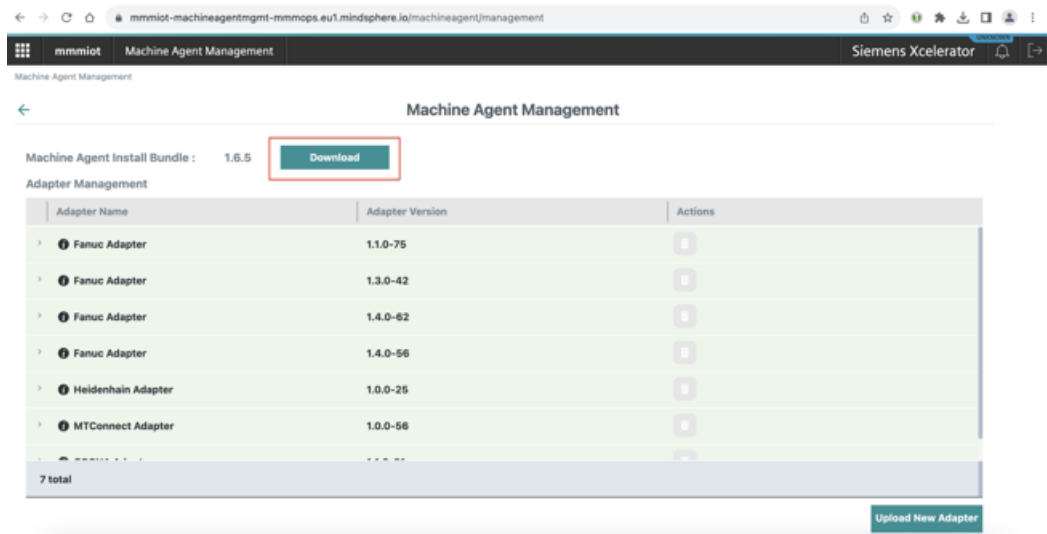 mmmiot-machineagentmgmt-mmmops.eu1.mindsphere.io/machineagent/management
mmmiot Machine Agent Management Siemens Xcelerator
Machine Agent Management
Machine Agent Management
Machine Agent Install Bundle : 1.6.5 Download
Adapter Management
Adapter Name Adapter Version Actions
Fanuc Adapter 1.1.0-75
Fanuc Adapter 1.3.0-42
Fanuc Adapter 1.4.0-62
Fanuc Adapter 1.4.0-56
Heidenhain Adapter 1.0.0-25
MTConnect Adapter 1.0.0-56
7 total
Upload New Adapter